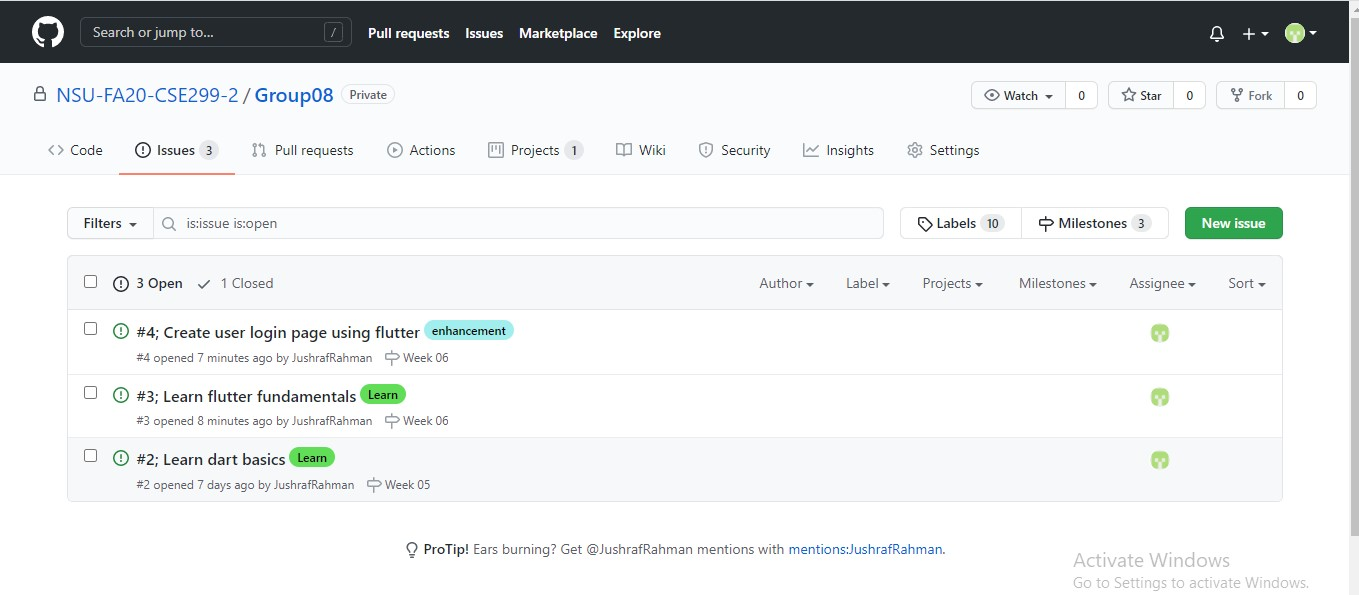 Search or jump to... /
Pull requests Issues Marketplace Explore
NSU-FA20-CSE299-2 / Group08 Private
Watch 0 Star 0 Fork 0
Code Issues 3 Pull requests Actions Projects 1 Wiki Security Insights Settings
Filters is:issue is:open Labels 10 Milestones 3 New issue
3 Open 1 Closed Author Label Projects Milestones Assignee Sort
#4; Create user login page using flutter enhancement
#4 opened 7 minutes ago by JushrafRahman Week 06
#3; Learn flutter fundamentals Learn
#3 opened 8 minutes ago by JushrafRahman Week 06
#2; Learn dart basics Learn
#2 opened 7 days ago by JushrafRahman Week 05
ProTip! Ears burning? Get @JushrafRahman mentions with mentions:JushrafRahman.
Activate Windows
Go to Settings to activate Windows.